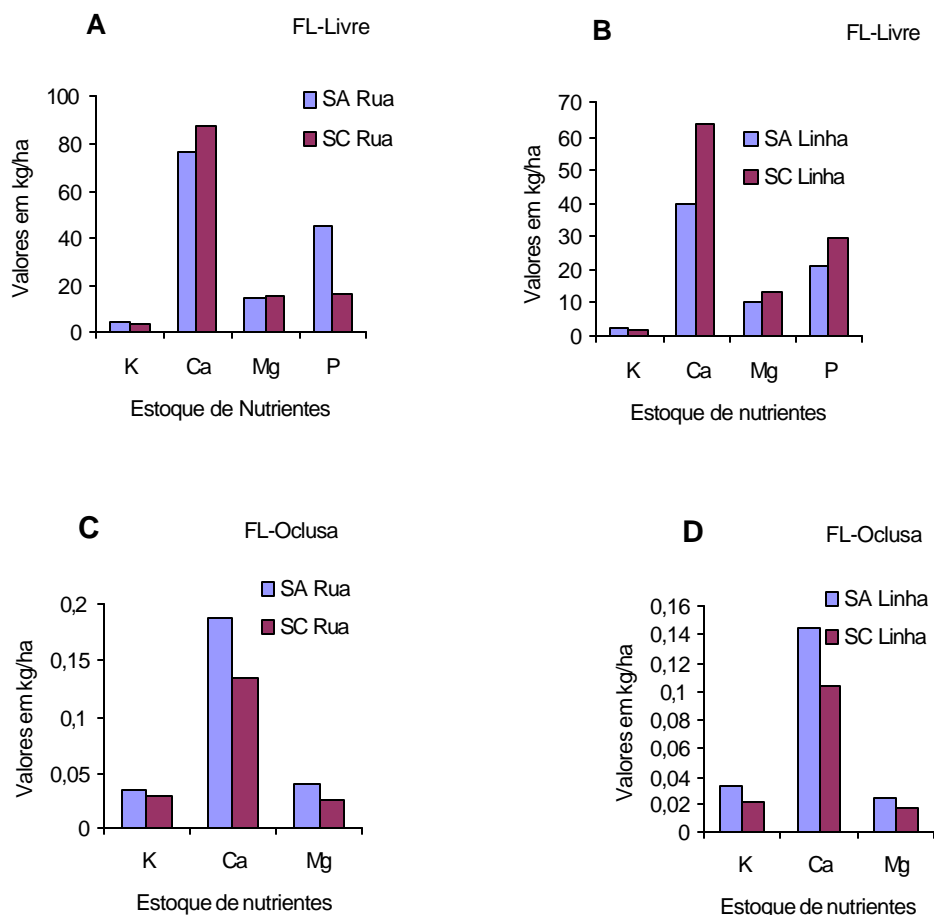 A
FL-Livre
SA Rua
SC Rua
Valores em kg/ha
100
80
60
40
20
0
K Ca Mg P
Estoque de Nutrientes
B
FL-Livre
SA Linha
SC Linha
Valores em kg/ha
70
60
50
40
30
20
10
0
K Ca Mg P
Estoque de nutrientes
C
FL-Oclusa
SA Rua
SC Rua
Valores em kg/ha
0,2
0,15
0,1
0,05
0
K Ca Mg
Estoque de nutrientes
D
FL-Oclusa
SA Linha
SC Linha
Valores em kg/ha
0,16
0,14
0,12
0,1
0,08
0,06
0,04
0,02
0
K Ca Mg
Estoque de nutrientes